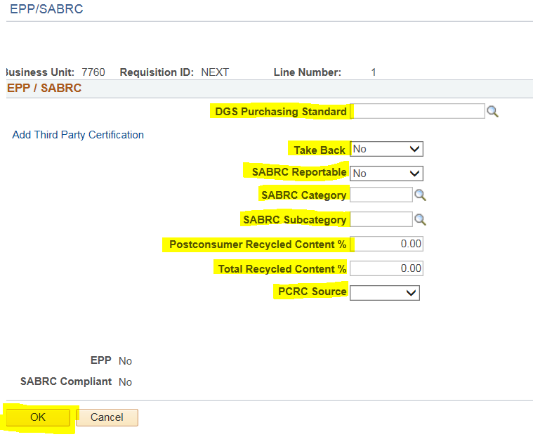 EPP/SABRC
Business Unit: 7760 Requisition ID: NEXT Line Number: 1
EPP / SABRC
DGS Purchasing Standard
Add Third Party Certification
Take Back No
SABRC Reportable No
SABRC Category
SABRC Subcategory
Postconsumer Recycled Content % 0.00
Total Recycled Content % 0.00
PCRC Source
EPP No
SABRC Compliant No
OK Cancel